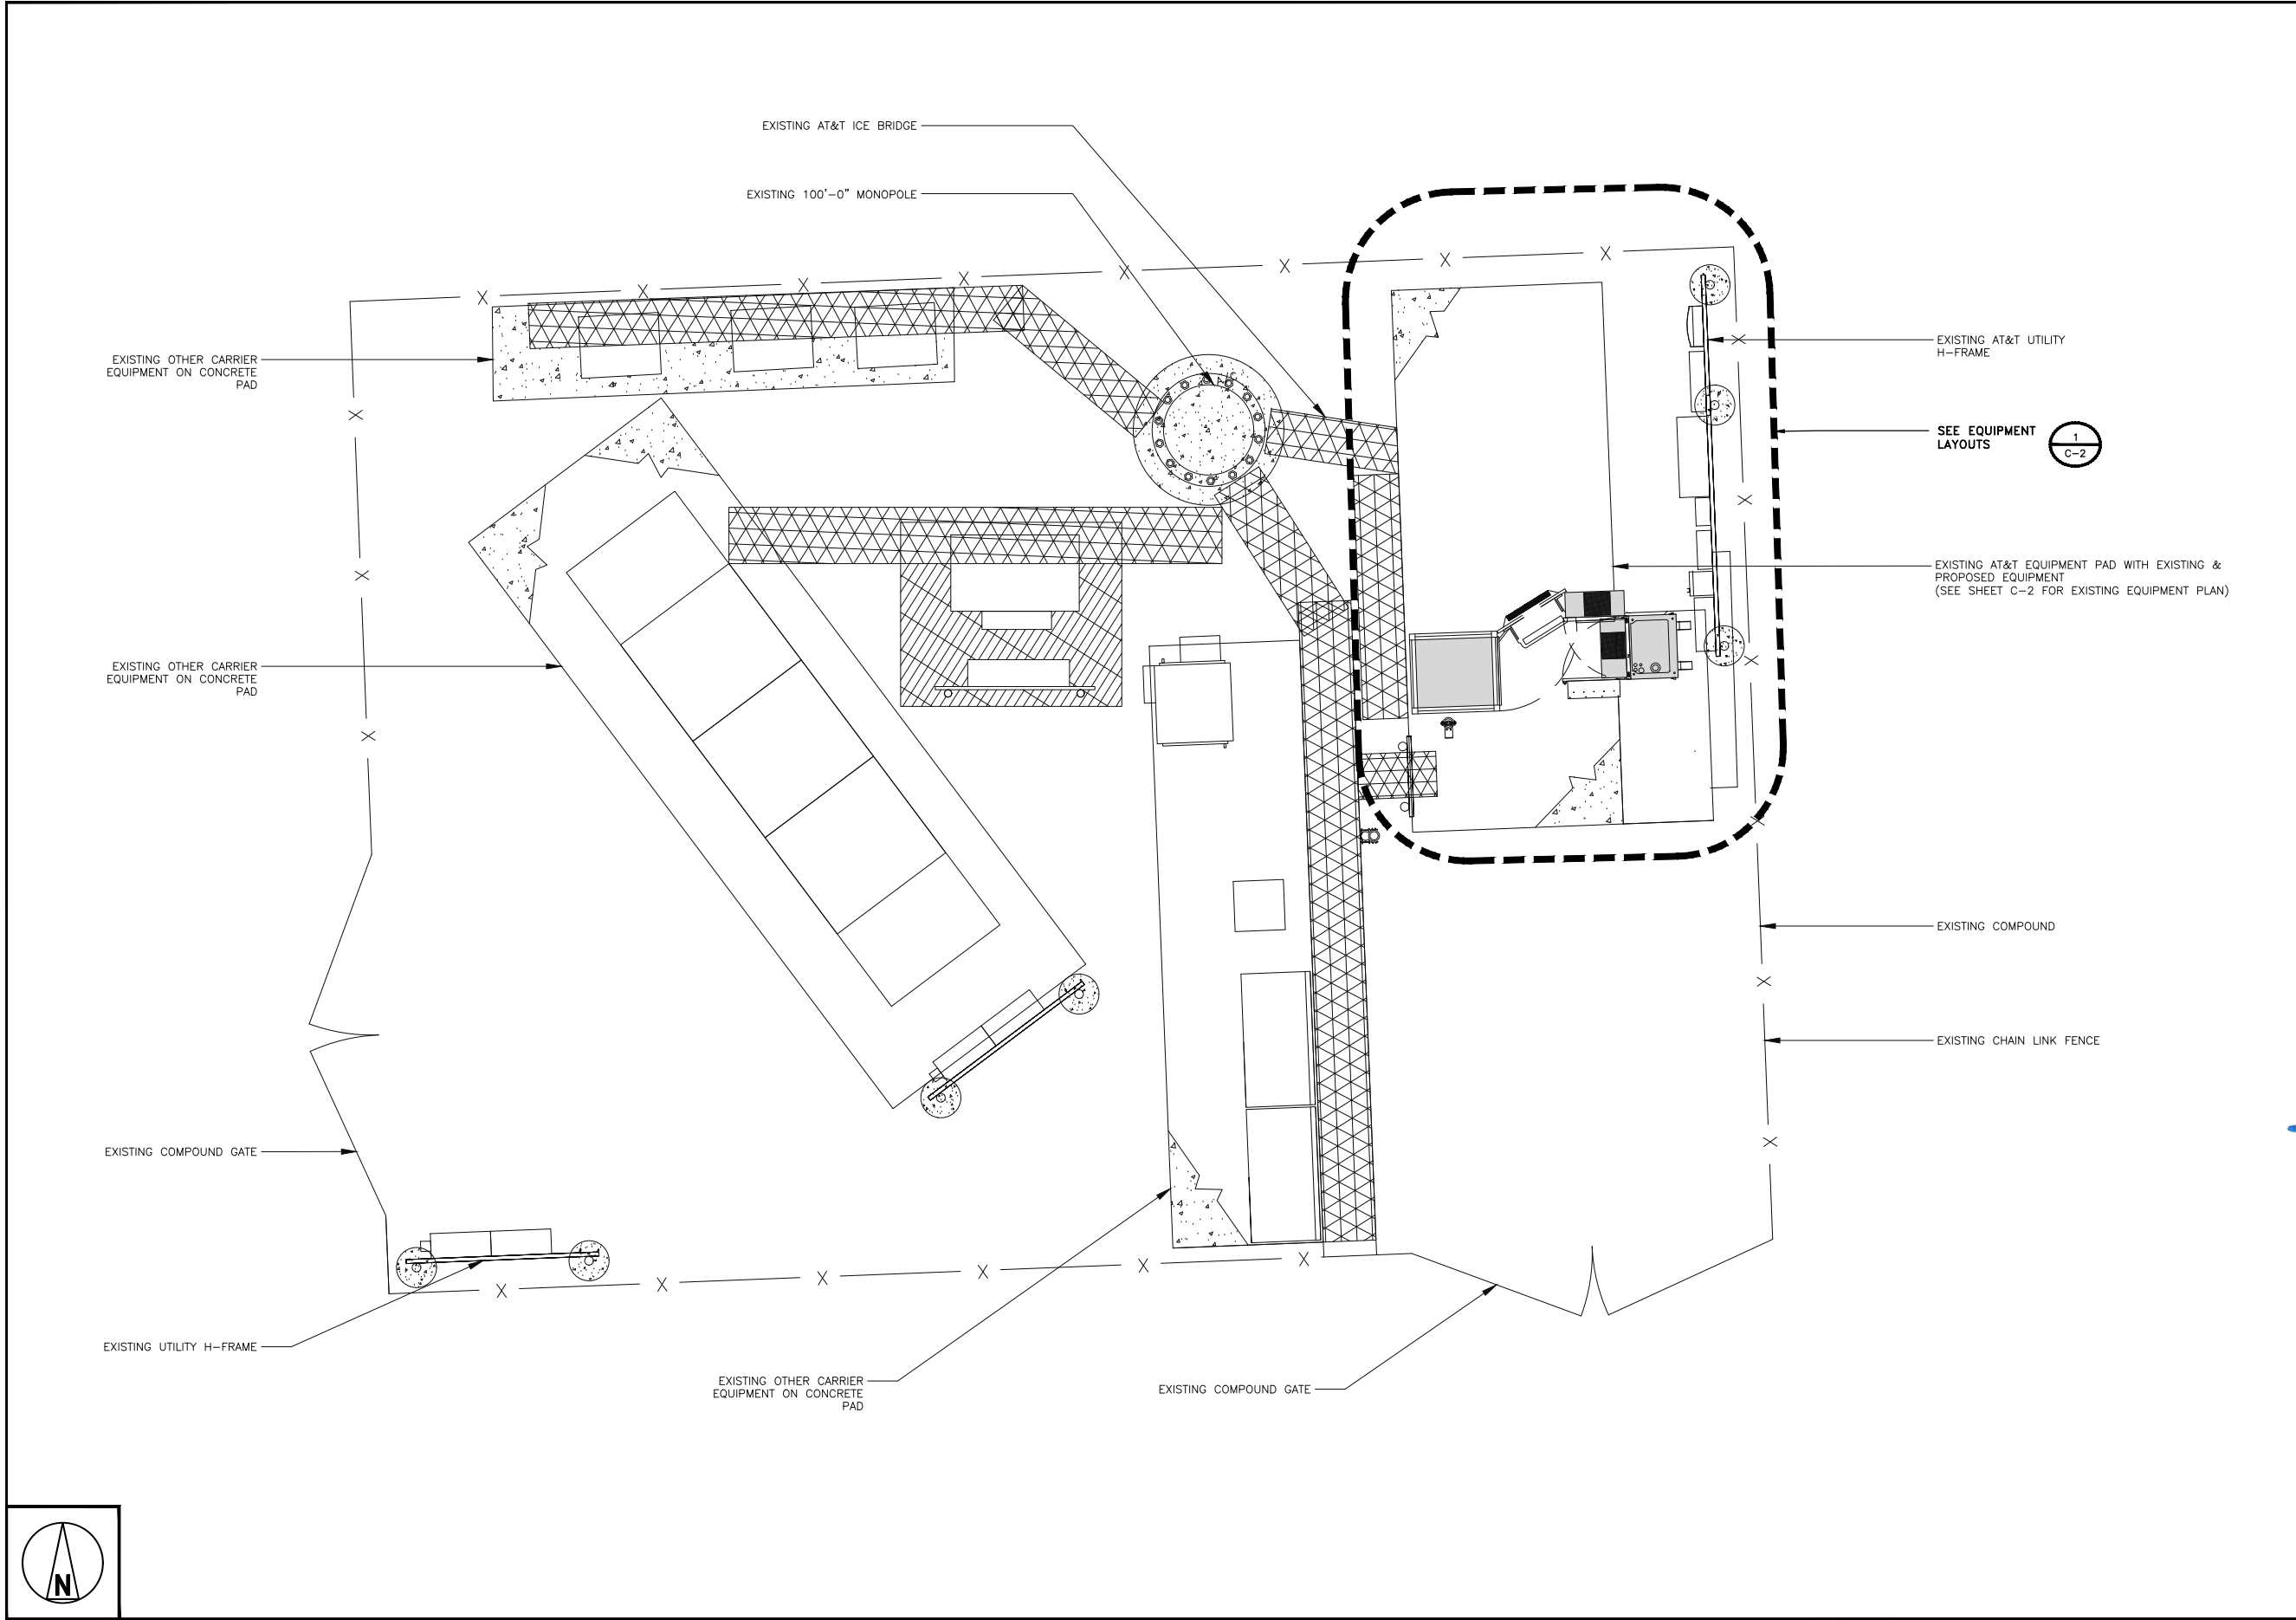 EXISTING AT&T ICE BRIDGE
EXISTING 100'-0" MONOPOLE
EXISTING OTHER CARRIER
EQUIPMENT ON CONCRETE
PAD
EXISTING AT&T UTILITY
H-FRAME
SEE EQUIPMENT
LAYOUTS
1
C-2
EXISTING AT&T EQUIPMENT PAD WITH EXISTING &
PROPOSED EQUIPMENT
(SEE SHEET C-2 FOR EXISTING EQUIPMENT PLAN)
EXISTING OTHER CARRIER
EQUIPMENT ON CONCRETE
PAD
EXISTING COMPOUND
EXISTING CHAIN LINK FENCE
EXISTING COMPOUND GATE
EXISTING UTILITY H-FRAME
EXISTING OTHER CARRIER
EQUIPMENT ON CONCRETE
PAD
EXISTING COMPOUND GATE
N